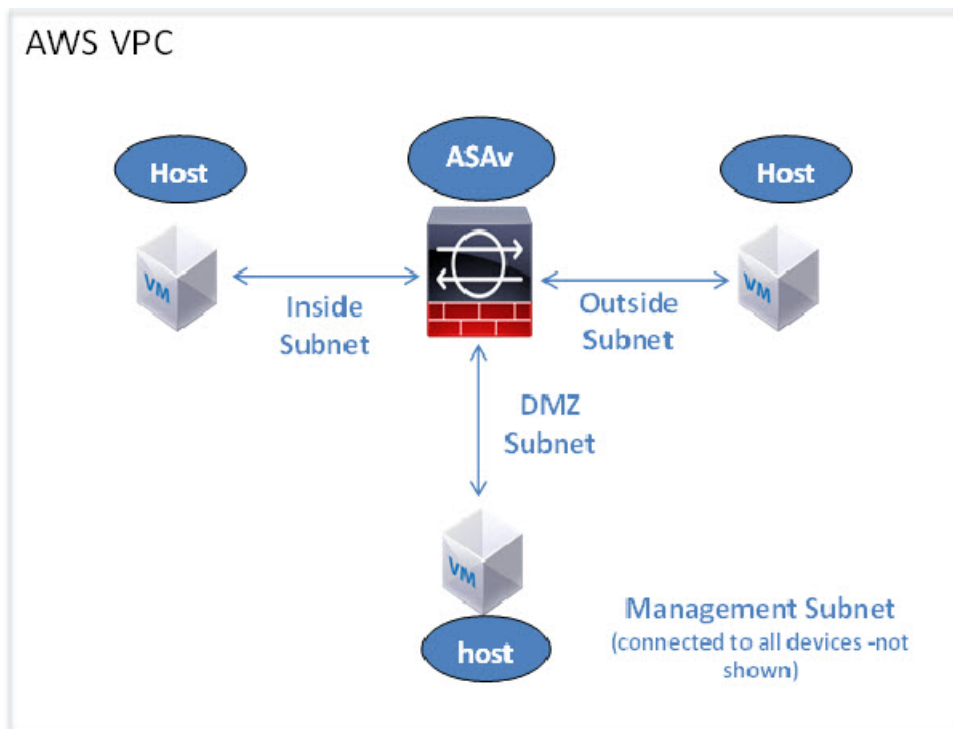 AWS VPC
Host
ASAv
Host
VM
VM
Inside
Subnet
Outside
Subnet
DMZ
Subnet
VM
host
Management Subnet
(connected to all devices -not
shown)